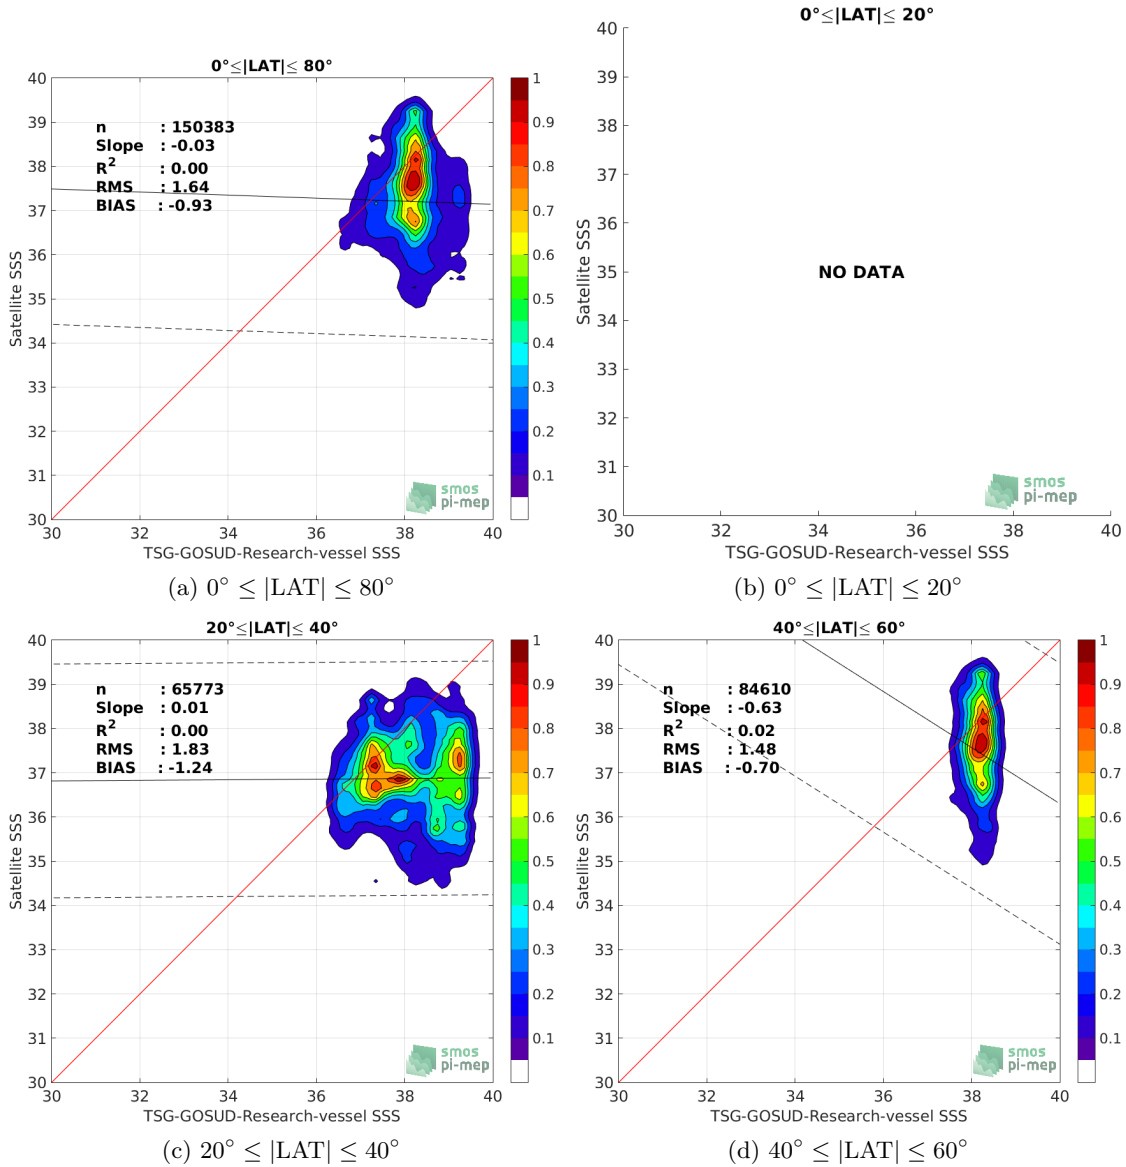 0°≤|LAT|≤ 80°
n : 150383
Slope : -0.03
R² : 0.00
RMS : 1.64
BIAS : -0.93
40
39
38
37
36
35
34
33
32
31
30
30 32 34 36 38 40
Satellite SSS
TSG-GOSUD-Research-vessel SSS
1
0.9
0.8
0.7
0.6
0.5
0.4
0.3
0.2
0.1
smos
pi-mep
(a) 0° ≤ |LAT| ≤ 80°
0°≤|LAT|≤ 20°
40
39
38
37
36
35
34
33
32
31
30
30 32 34 36 38 40
Satellite SSS
NO DATA
TSG-GOSUD-Research-vessel SSS
smos
pi-mep
(b) 0° ≤ |LAT| ≤ 20°
20°≤|LAT|≤ 40°
n : 65773
Slope : 0.01
R² : 0.00
RMS : 1.83
BIAS : -1.24
40
39
38
37
36
35
34
33
32
31
30
30 32 34 36 38 40
Satellite SSS
TSG-GOSUD-Research-vessel SSS
1
0.9
0.8
0.7
0.6
0.5
0.4
0.3
0.2
0.1
smos
pi-mep
(c) 20° ≤ |LAT| ≤ 40°
40°≤|LAT|≤ 60°
n : 84610
Slope : -0.63
R² : 0.02
RMS : 1.48
BIAS : -0.70
40
39
38
37
36
35
34
33
32
31
30
30 32 34 36 38 40
Satellite SSS
TSG-GOSUD-Research-vessel SSS
1
0.9
0.8
0.7
0.6
0.5
0.4
0.3
0.2
0.1
smos
pi-mep
(d) 40° ≤ |LAT| ≤ 60°